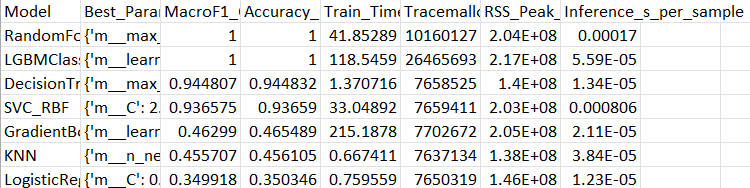 Model Best_Para MacroF1_ Accuracy_ Train_Time Tracemallo RSS_Peak_ Inference_s_per_sample
RandomFo {'m__max_ 1 1 41.85289 10160127 2.04E+08 0.00017
LGBMClas {'m__learn 1 1 118.5459 26465693 2.17E+08 5.59E-05
DecisionTr {'m__max_ 0.944807 0.944832 1.370716 7658525 1.4E+08 1.34E-05
SVC_RBF {'m__C': 2. 0.936575 0.93659 33.04892 7659411 2.03E+08 0.000806
GradientBo {'m__learn 0.46299 0.465489 215.1878 7702672 2.05E+08 2.11E-05
KNN {'m__n_ne 0.455707 0.456105 0.667411 7637134 1.38E+08 3.84E-05
LogisticReg {'m__C': 0. 0.349918 0.350346 0.759559 7650319 1.46E+08 1.23E-05